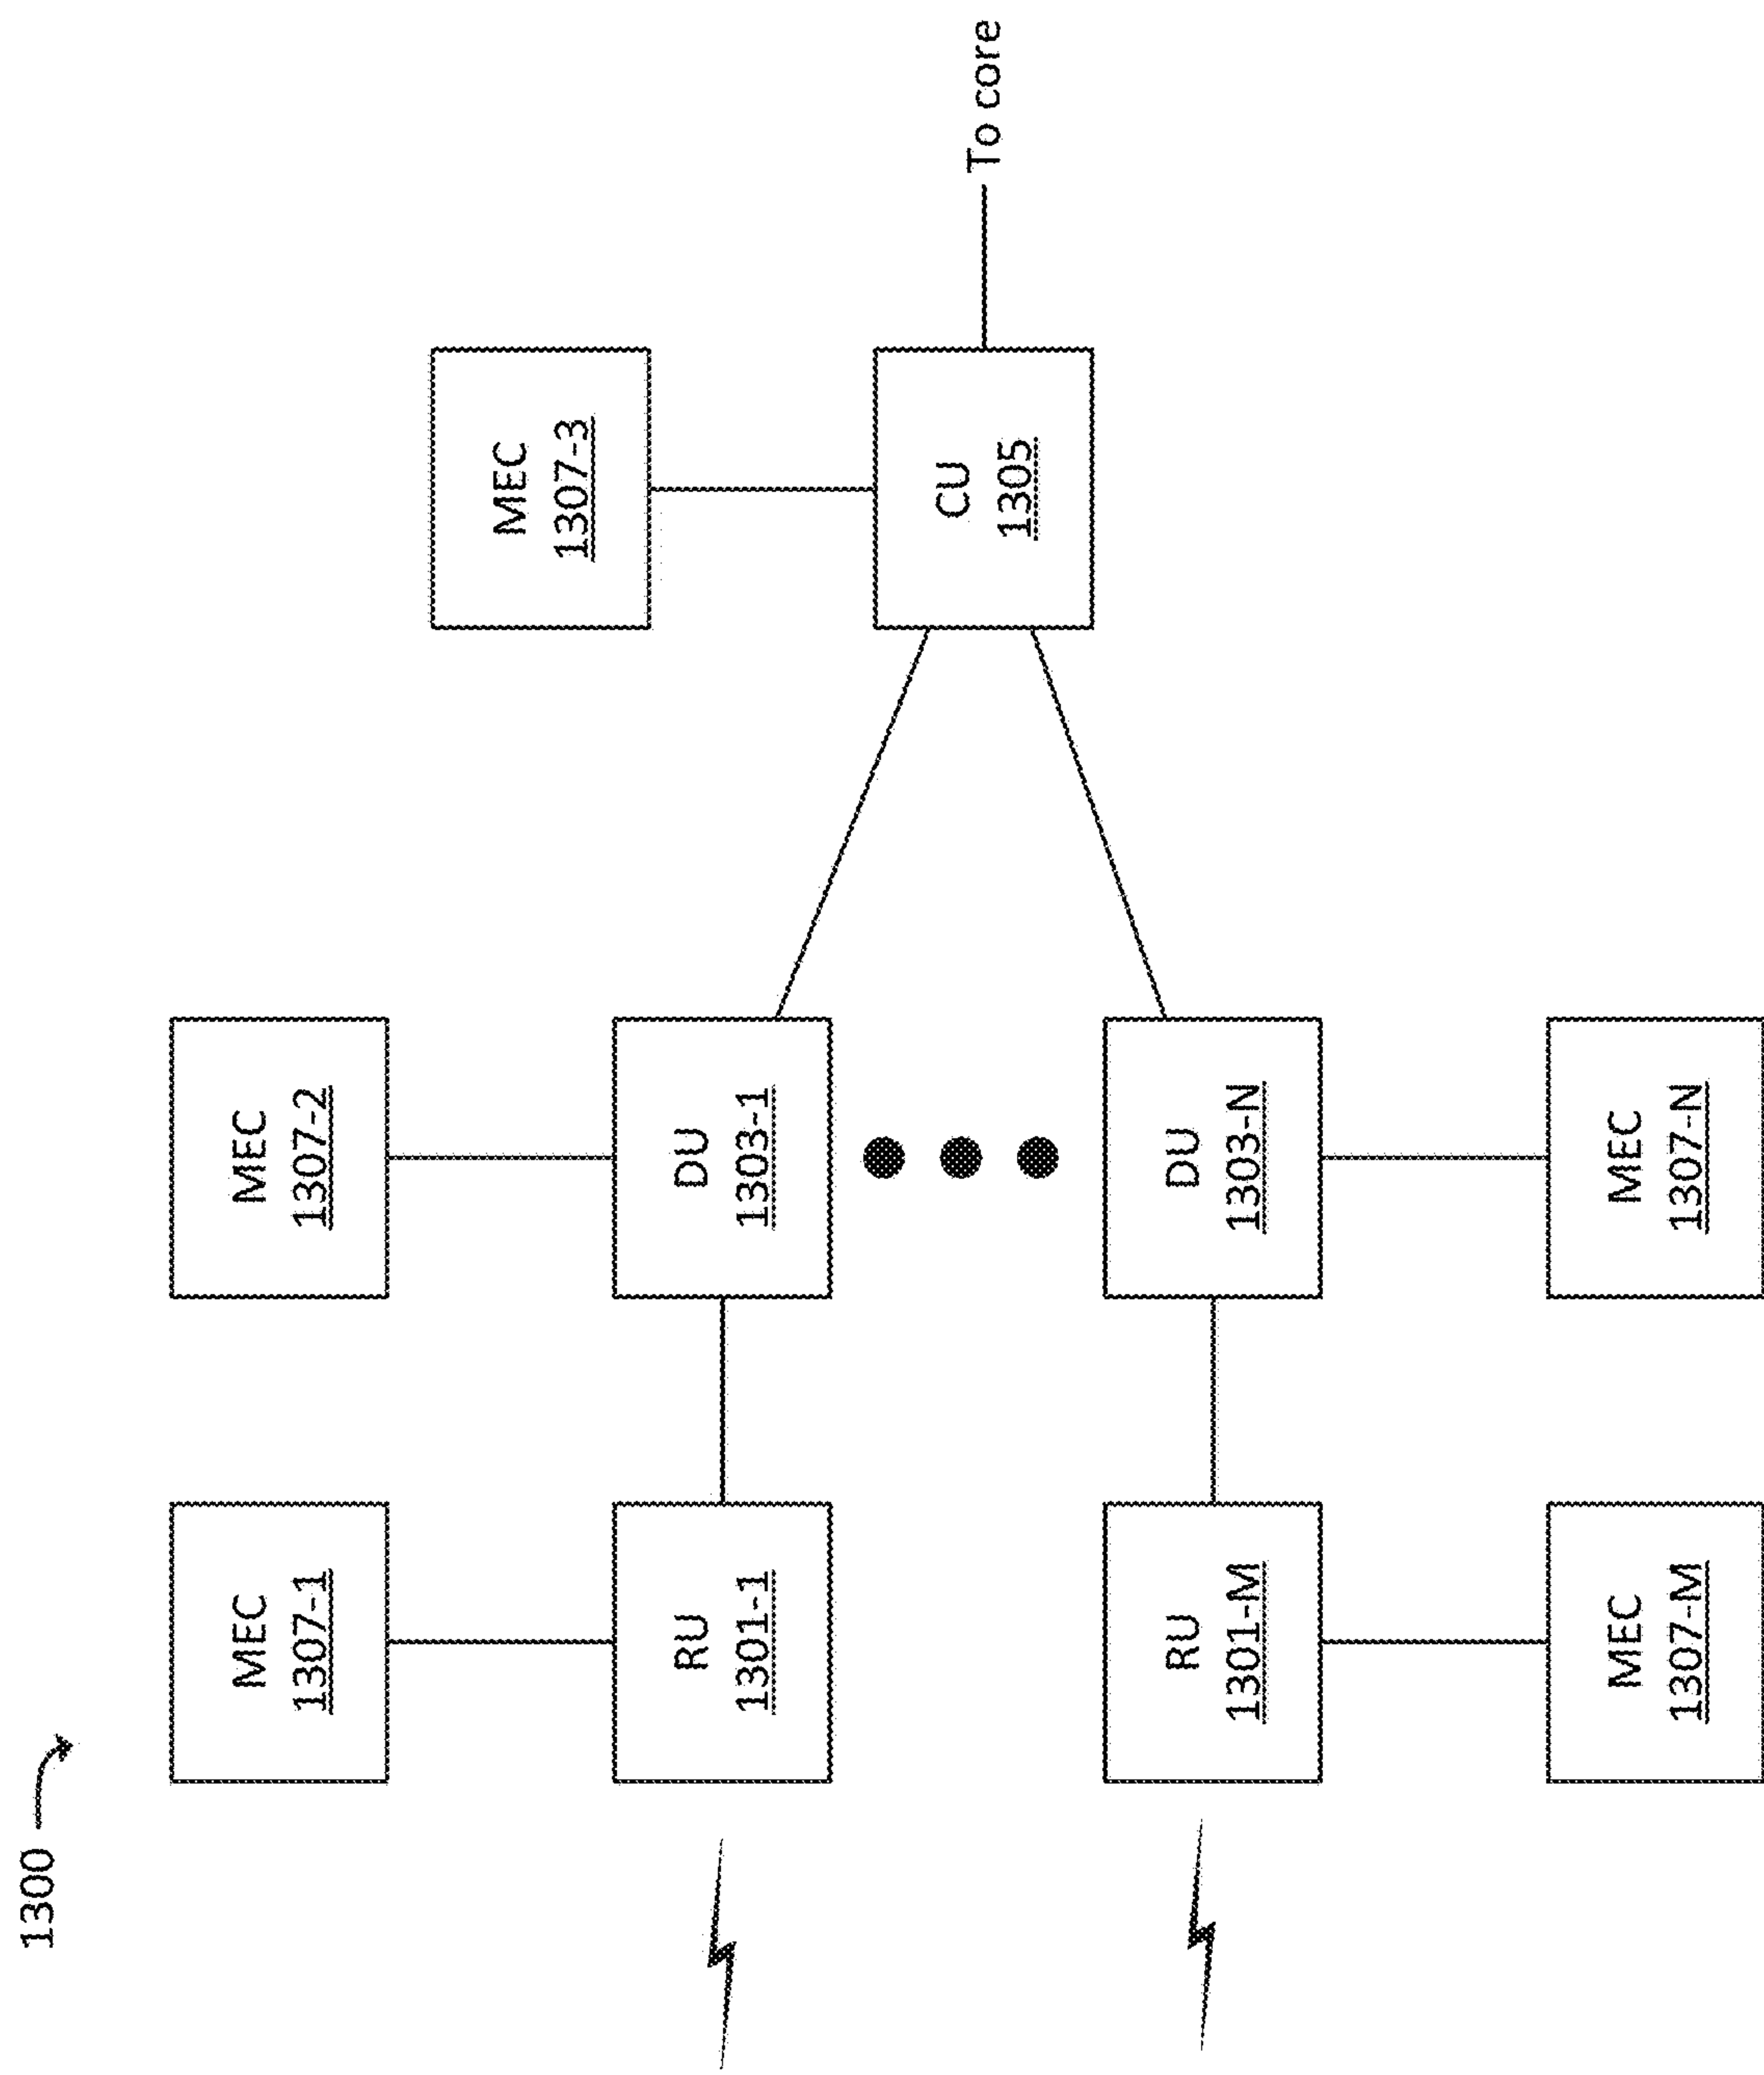 1300
MEC
1307-1
MEC
1307-2
MEC
1307-3
RU
1301-1
DU
1303-1
CU
1305
To core
RU
1301-M
DU
1303-N
MEC
1307-M
MEC
1307-N